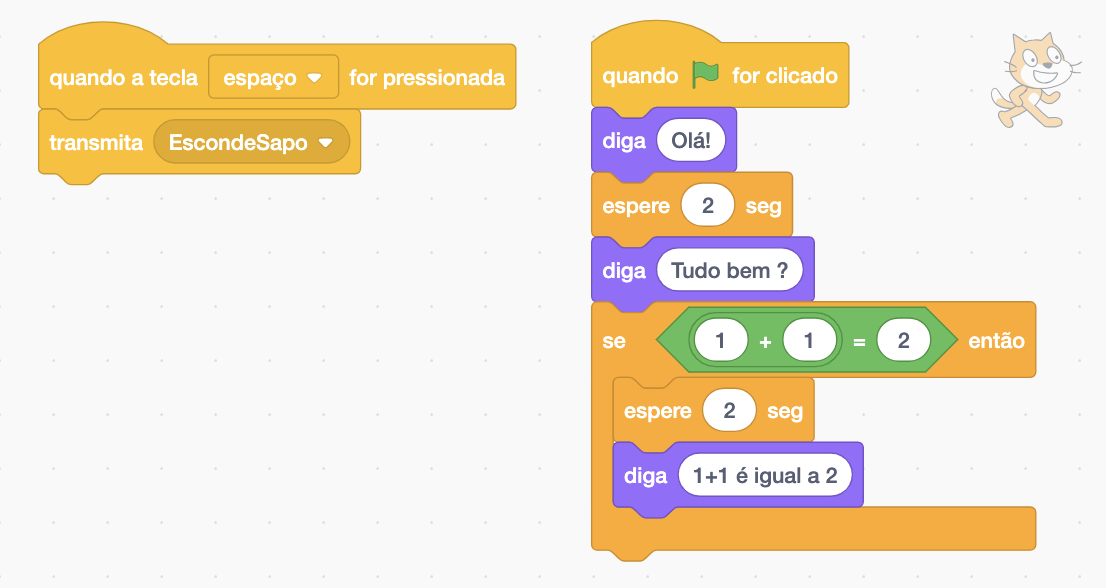 quando a tecla espaço for pressionada
transmita EscondeSapo
quando for clicado
diga Olá!
espere 2 seg
diga Tudo bem ?
se 1 + 1 = 2 então
espere 2 seg
diga 1+1 é igual a 2